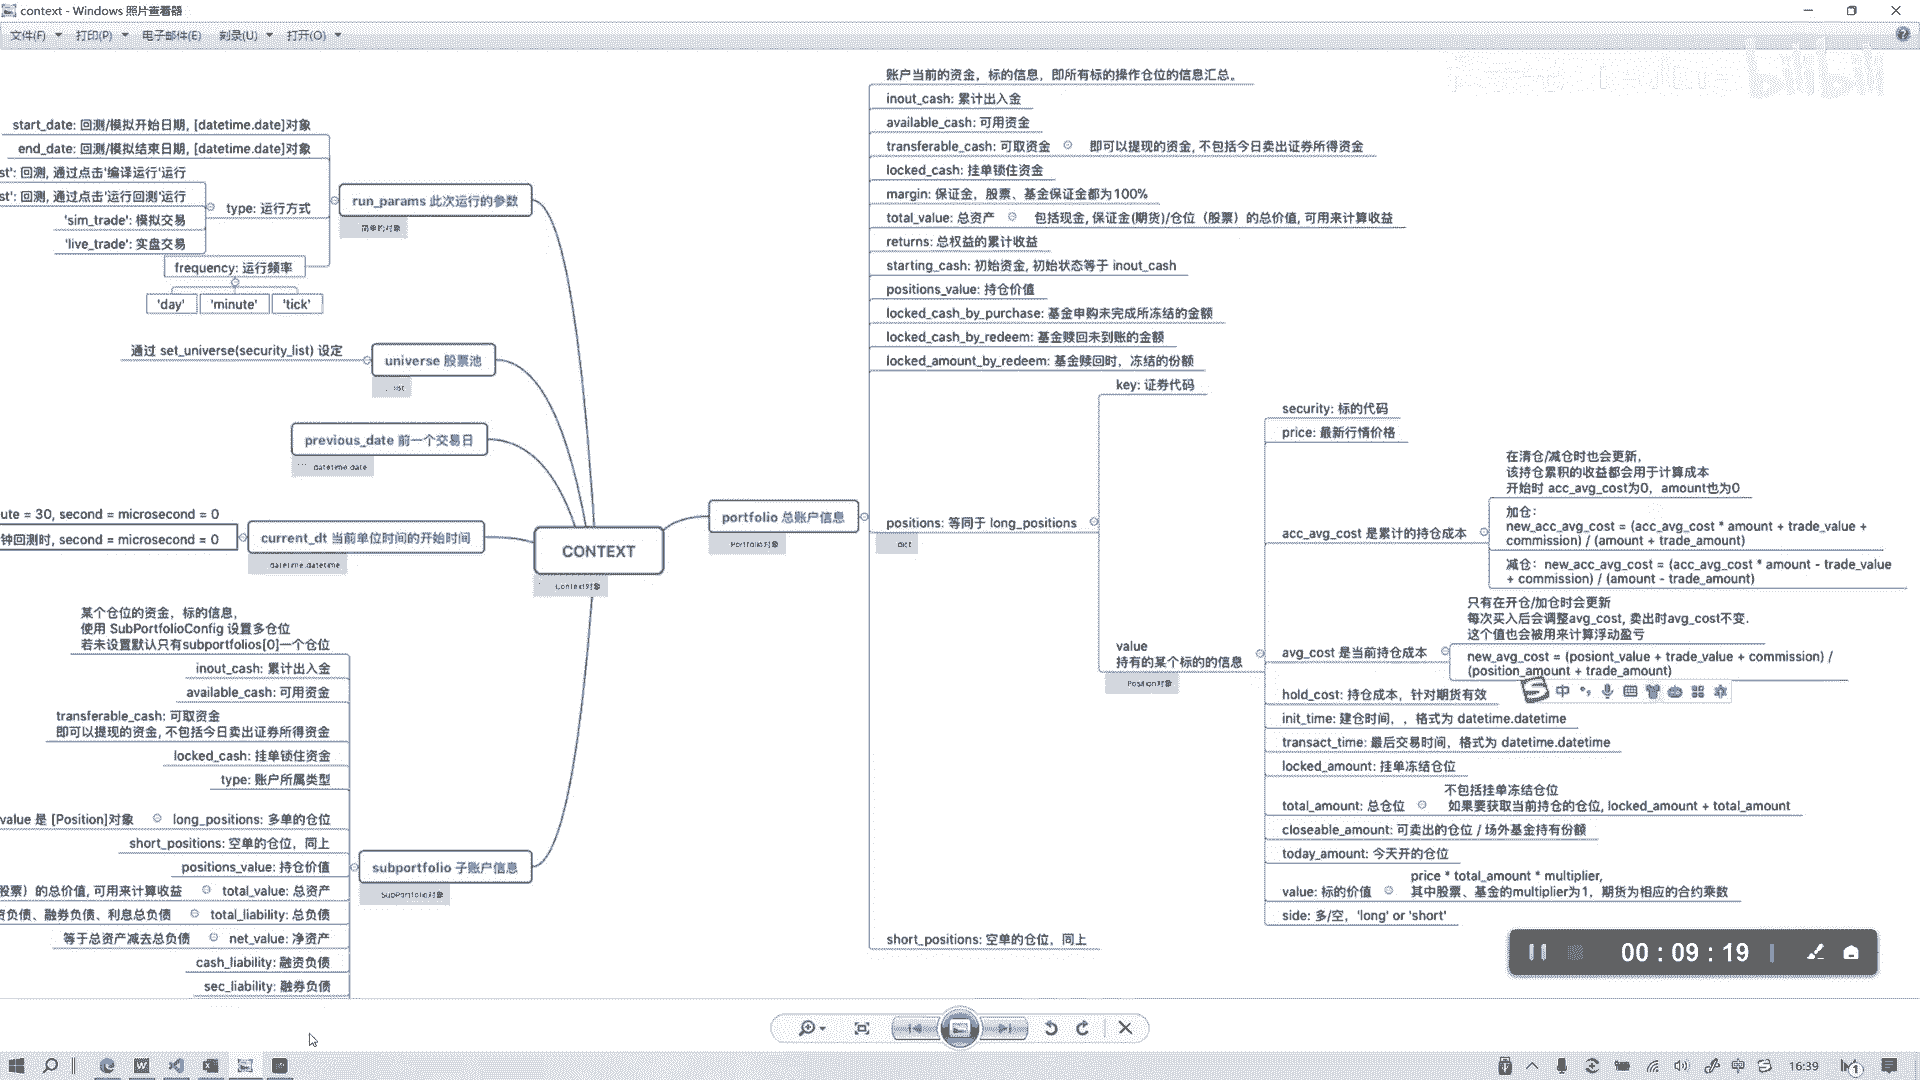 context - Windows 照片查看器
文件(F)
打印(P)
电子邮件(E)
刻录(U)
打开(O)
start_date: 回测/模拟开始日期, [datetime.date]对象
end_date: 回测/模拟结束日期, [datetime.date]对象
st': 回测, 通过点击'编译运行'运行
st': 回测, 通过点击'运行回测'运行
'sim_trade': 模拟交易
'live_trade': 实盘交易
type: 运行方式
frequency: 运行频率
'day'
'minute'
'tick'
run_params 此次运行的参数
简单的对象
通过 set_universe(security_list) 设定
universe 股票池
list
previous_date 前一个交易日
datetime.date
ute = 30, second = microsecond = 0
钟回测时, second = microsecond = 0
current_dt 当前单位时间的开始时间
datetime.datetime
CONTEXT
Context对象
某个仓位的资金，标的信息，
使用 SubPortfolioConfig 设置多仓位
若未设置默认只有subportfolios[0]一个仓位
inout_cash: 累计出入金
available_cash: 可用资金
transferable_cash: 可取资金
即可以提现的资金, 不包括今日卖出证券所得资金
locked_cash: 挂单锁住资金
type: 账户所属类型
value 是 [Position]对象
long_positions: 多单的仓位
short_positions: 空单的仓位，同上
positions_value: 持仓价值
股票）的总价值, 可用来计算收益
total_value: 总资产
资负债、融券负债、利息总负债
total_liability: 总负债
等于总资产减去总负债
net_value: 净资产
cash_liability: 融资负债
sec_liability: 融券负债
subportfolio 子账户信息
SubPortfolio对象
portfolio 总账户信息
Portfolio对象
账户当前的资金，标的信息，即所有标的操作仓位的信息汇总。
inout_cash: 累计出入金
available_cash: 可用资金
transferable_cash: 可取资金
即可以提现的资金, 不包括今日卖出证券所得资金
locked_cash: 挂单锁住资金
margin: 保证金，股票、基金保证金都为100%
total_value: 总资产
包括现金, 保证金(期货)/仓位（股票）的总价值, 可用来计算收益
returns: 总权益的累计收益
starting_cash: 初始资金, 初始状态等于 inout_cash
positions_value: 持仓价值
locked_cash_by_purchase: 基金申购未完成所冻结的金额
locked_cash_by_redeem: 基金赎回未到账的金额
locked_amount_by_redeem: 基金赎回时，冻结的份额
positions: 等同于 long_positions
dict
key: 证券代码
value
持有的某个标的的信息
Position对象
security: 标的代码
price: 最新行情价格
acc_avg_cost 是累计的持仓成本
在清仓/减仓时也会更新，
该持仓累积的收益都会用于计算成本
开始时 acc_avg_cost为0，amount也为0
加仓：
new_acc_avg_cost = (acc_avg_cost * amount + trade_value +
commission) / (amount + trade_amount)
减仓：new_acc_avg_cost = (acc_avg_cost * amount - trade_value
+ commission) / (amount - trade_amount)
avg_cost 是当前持仓成本
只有在开仓/加仓时会更新
每次买入后会调整avg_cost, 卖出时avg_cost不变.
这个值也会被用来计算浮动盈亏
new_avg_cost = (posiont_value + trade_value + commission) /
(position_amount + trade_amount)
中
hold_cost: 持仓成本，针对期货有效
init_time: 建仓时间，, 格式为 datetime.datetime
transact_time: 最后交易时间，格式为 datetime.datetime
locked_amount: 挂单冻结仓位
total_amount: 总仓位
不包括挂单冻结仓位
如果要获取当前持仓的仓位, locked_amount + total_amount
closeable_amount: 可卖出的仓位 / 场外基金持有份额
today_amount: 今天开的仓位
value: 标的价值
price * total_amount * multiplier,
其中股票、基金的multiplier为1，期货为相应的合约乘数
side: 多/空，'long' or 'short'
short_positions: 空单的仓位，同上
00:09:19
16:39
bilibili